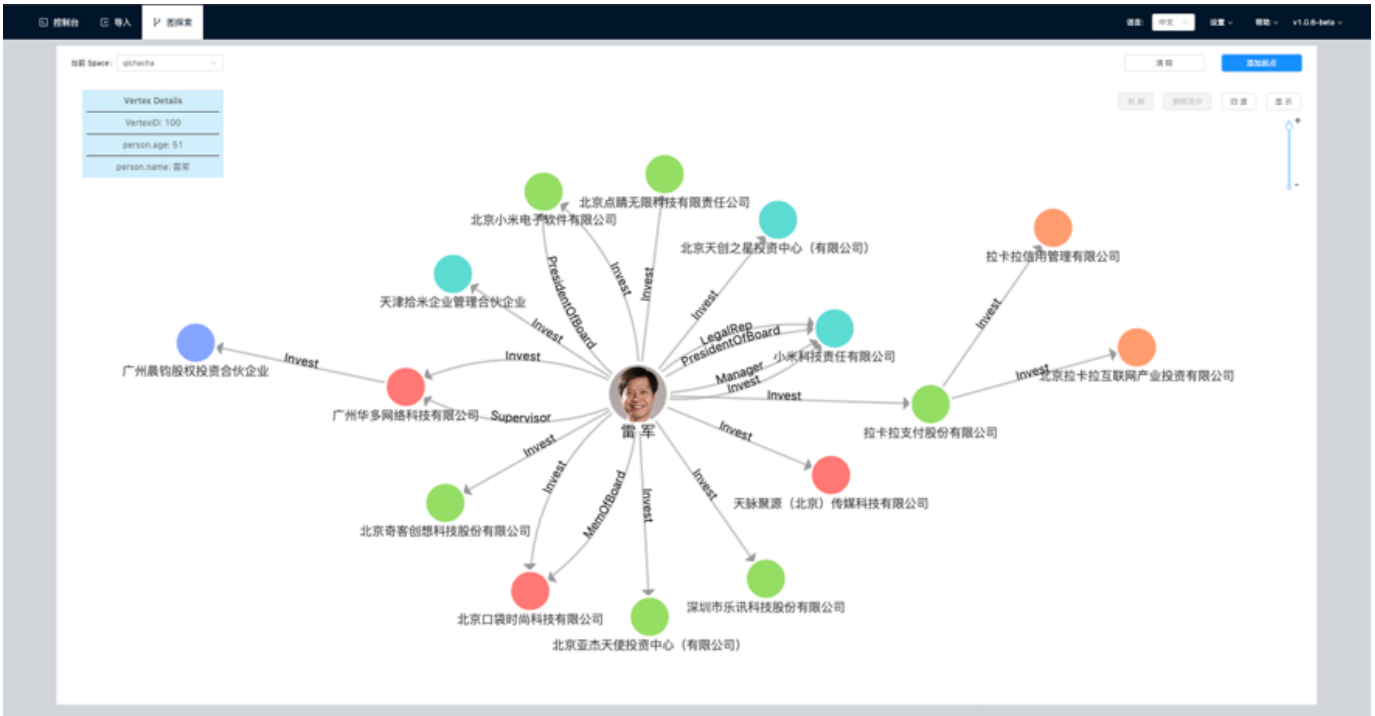 控制台 导入 图探索 语言: 中文 设置 帮助 v1.0.6-beta
当前 Space: qichacha 清除 添加起点
Vertex Details
VertexID: 100
person.age: 51
person.name: 雷军
拓展 删除选中 回退 显示
北京点睛无限科技有限责任公司
北京小米电子软件有限公司
北京天创之星投资中心（有限公司）
拉卡拉信用管理有限公司
天津拾米企业管理合伙企业
PresidentOfBoard
Invest
Invest
Invest
Invest
Invest
LegalRep
PresidentOfBoard
小米科技责任有限公司
Invest
Invest
广州晨钧股权投资合伙企业
Manager
Invest
Invest
Invest
北京拉卡拉互联网产业投资有限公司
广州华多网络科技有限公司
Supervisor
雷 军
拉卡拉支付股份有限公司
Invest
Invest
Invest
MemOfBoard
Invest
Invest
天脉聚源（北京）传媒科技有限公司
北京奇客创想科技股份有限公司
深圳市乐讯科技股份有限公司
北京口袋时尚科技有限公司
北京亚杰天使投资中心（有限公司）